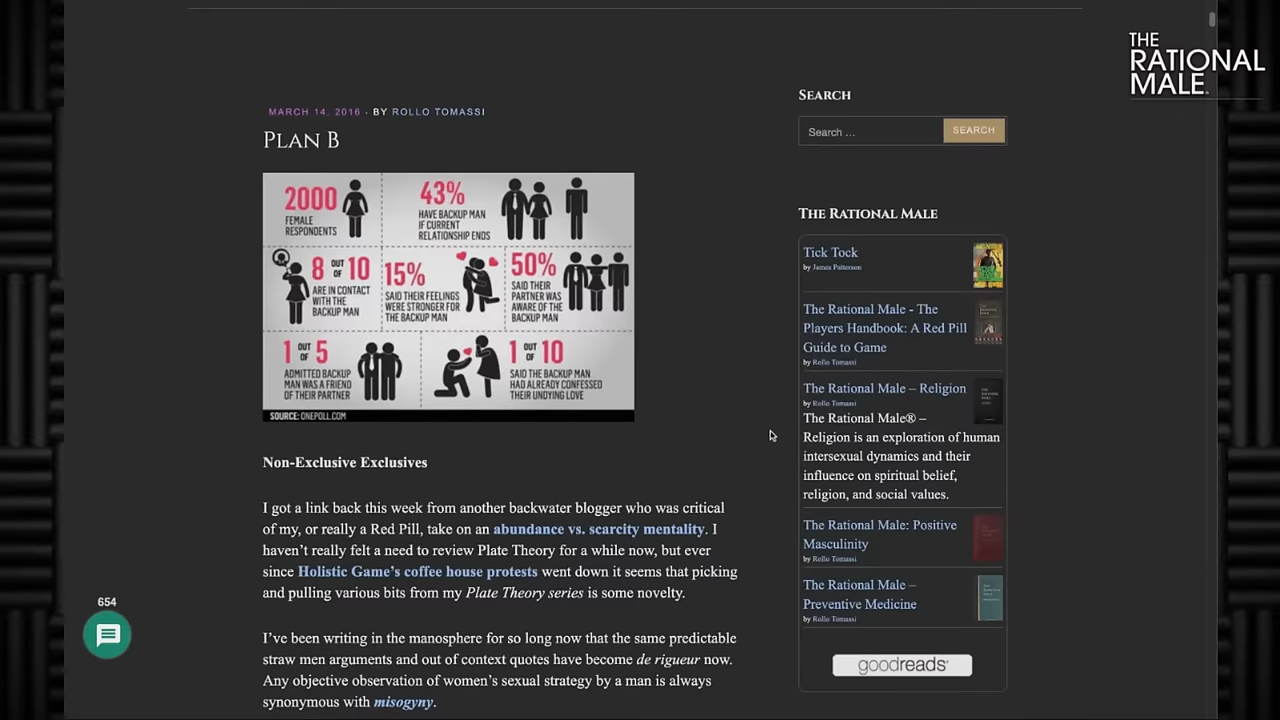 THE
RATIONAL
MALE
MARCH 14, 2016 · BY ROLLO TOMASSI
PLAN B
2000
FEMALE
RESPONDENTS
43%
HAVE BACKUP MAN
IF CURRENT
RELATIONSHIP ENDS
8 OUT OF 10
ARE IN CONTACT
WITH THE
BACKUP MAN
15%
SAID THEIR FEELINGS
WERE STRONGER FOR
THE BACKUP MAN
50%
SAID THEIR
PARTNER WAS
AWARE OF THE
BACKUP MAN
1 OUT OF 5
ADMITTED BACKUP
MAN WAS A FRIEND
OF THEIR PARTNER
1 OUT OF 10
SAID THE BACKUP MAN
HAD ALREADY CONFESSED
THEIR UNDYING LOVE
SOURCE: ONEPOLL.COM
Non-Exclusive Exclusives
I got a link back this week from another backwater blogger who was critical
of my, or really a Red Pill, take on an abundance vs. scarcity mentality. I
haven't really felt a need to review Plate Theory for a while now, but ever
since Holistic Game's coffee house protests went down it seems that picking
and pulling various bits from my Plate Theory series is some novelty.
I've been writing in the manosphere for so long now that the same predictable
straw men arguments and out of context quotes have become de rigueur now.
Any objective observation of women's sexual strategy by a man is always
synonymous with misogyny.
654
SEARCH
Search ...
SEARCH
THE RATIONAL MALE
Tick Tock
by James Patterson
The Rational Male - The
Players Handbook: A Red Pill
Guide to Game
by Rollo Tomassi
The Rational Male – Religion
by Rollo Tomassi
The Rational Male® –
Religion is an exploration of human
intersexual dynamics and their
influence on spiritual belief,
religion, and social values.
The Rational Male: Positive
Masculinity
by Rollo Tomassi
The Rational Male –
Preventive Medicine
by Rollo Tomassi
goodreads